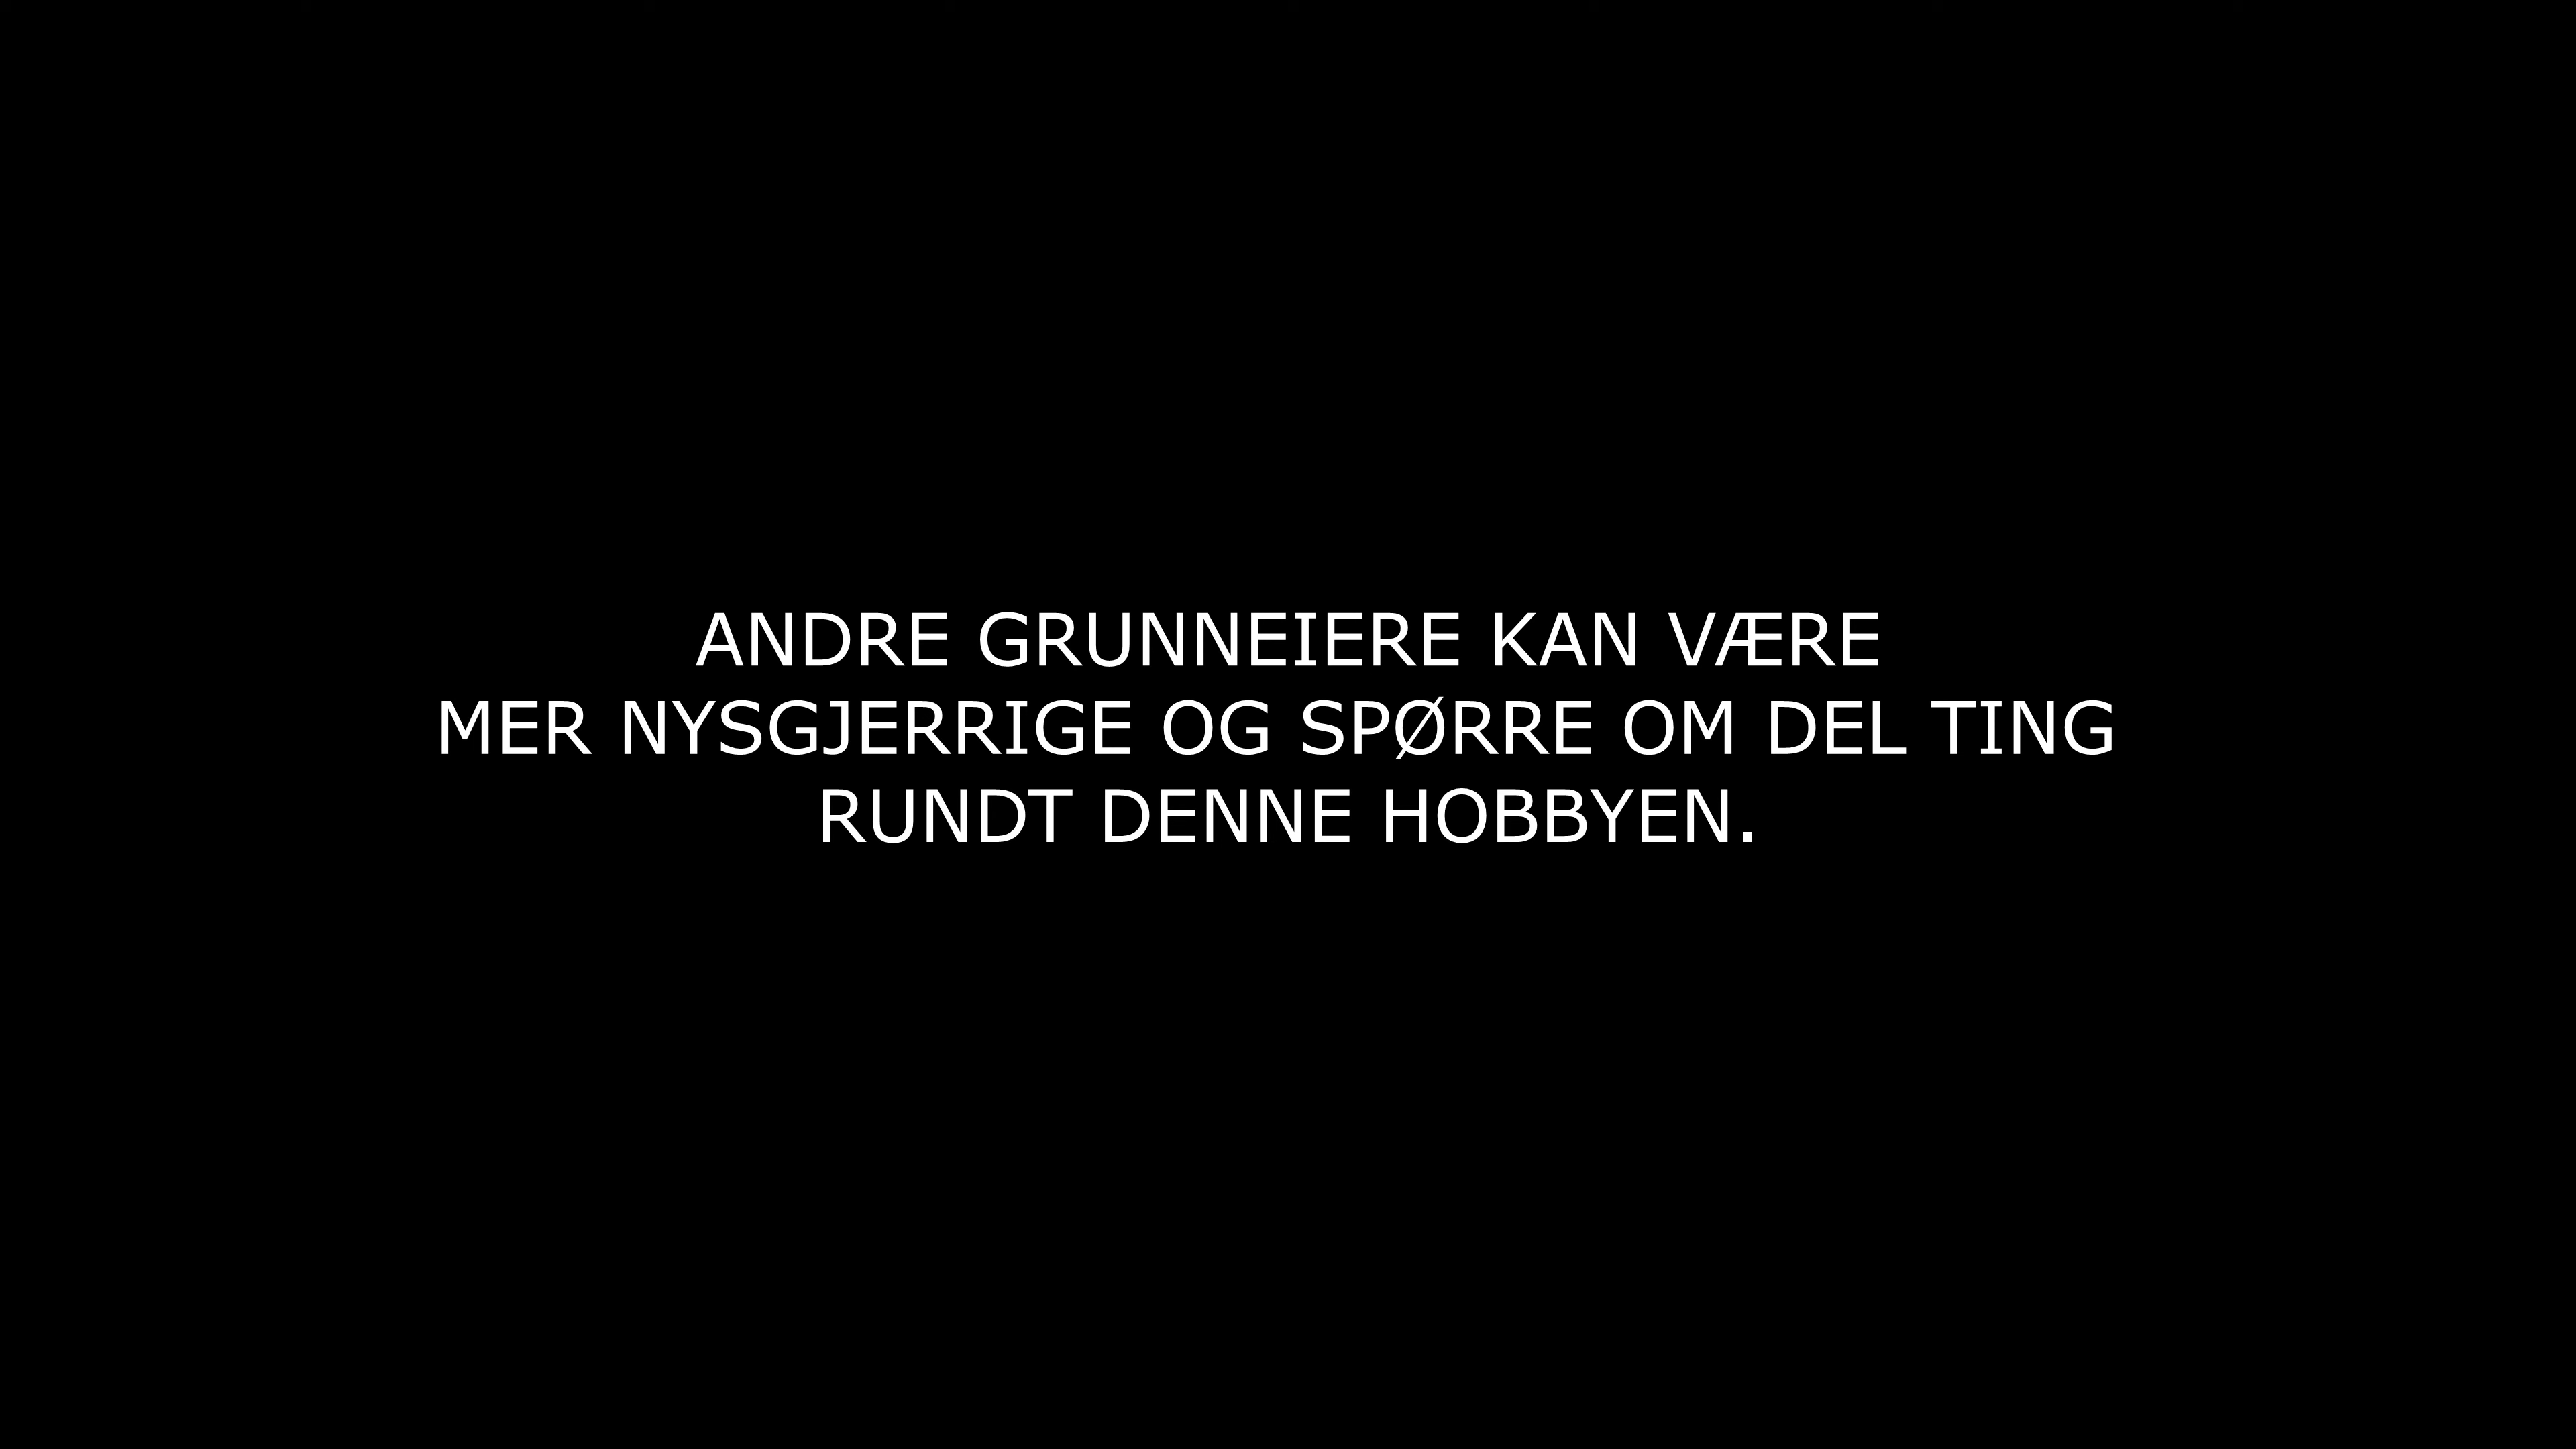 ANDRE GRUNNEIERE KAN VÆRE
MER NYSGJERRIGE OG SPØRRE OM DEL TING
RUNDT DENNE HOBBYEN.